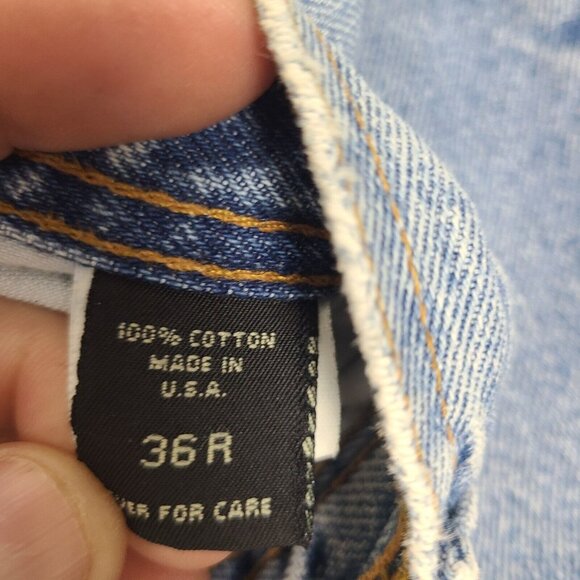 100% COTTON
MADE IN
U.S.A.
36R
FOR CARE